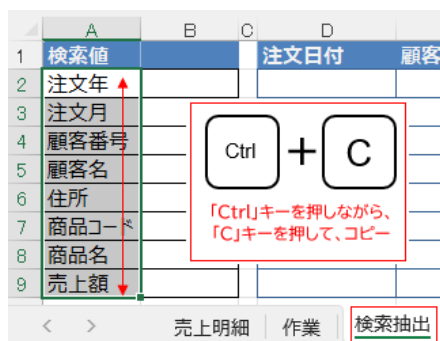 A B C D
1 検索値 注文日付 顧客
2 注文年
3 注文月
4 顧客番号
5 顧客名
6 住所
7 商品コード
8 商品名
9 売上額
Ctrl + C
「Ctrl」キーを押しながら、
「C」キーを押して、コピー
< > 売上明細 作業 検索抽出